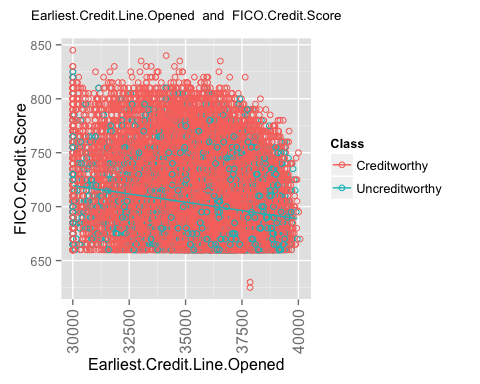 Earliest.Credit.Line.Opened and FICO.Credit.Score
850
800
750
700
650
FICO.Credit.Score
30000
32500
35000
37500
40000
Earliest.Credit.Line.Opened
Class
Creditworthy
Uncreditworthy